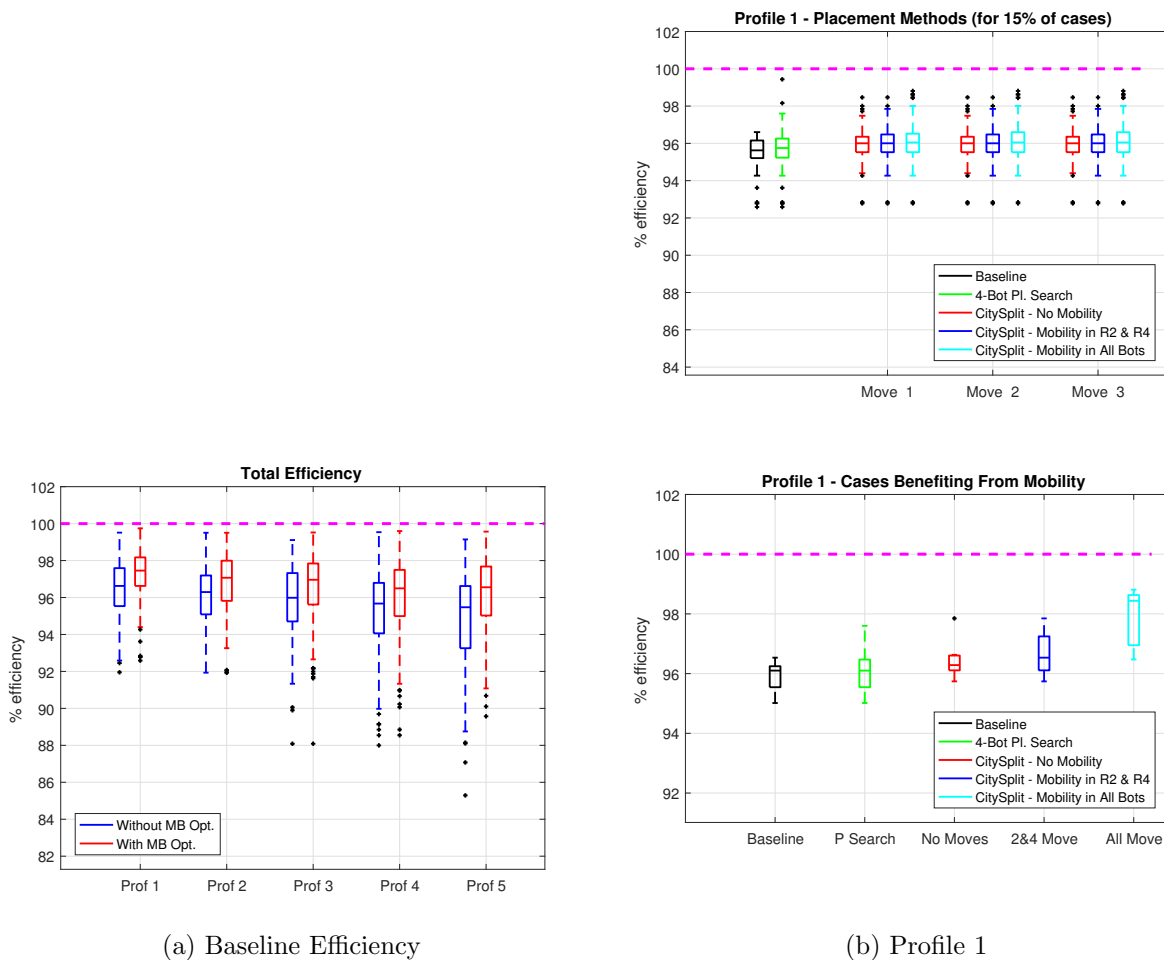 Profile 1 - Placement Methods (for 15% of cases)
102
100
98
96
94
92
90
88
86
84
% efficiency
Baseline
4-Bot Pl. Search
CitySplit - No Mobility
CitySplit - Mobility in R2 & R4
CitySplit - Mobility in All Bots
Move 1 Move 2 Move 3
Total Efficiency
102
100
98
96
94
92
90
88
86
84
82
% efficiency
Without MB Opt.
With MB Opt.
Prof 1 Prof 2 Prof 3 Prof 4 Prof 5
(a) Baseline Efficiency
Profile 1 - Cases Benefiting From Mobility
102
100
98
96
94
92
% efficiency
Baseline
4-Bot Pl. Search
CitySplit - No Mobility
CitySplit - Mobility in R2 & R4
CitySplit - Mobility in All Bots
Baseline P Search No Moves 2&4 Move All Move
(b) Profile 1